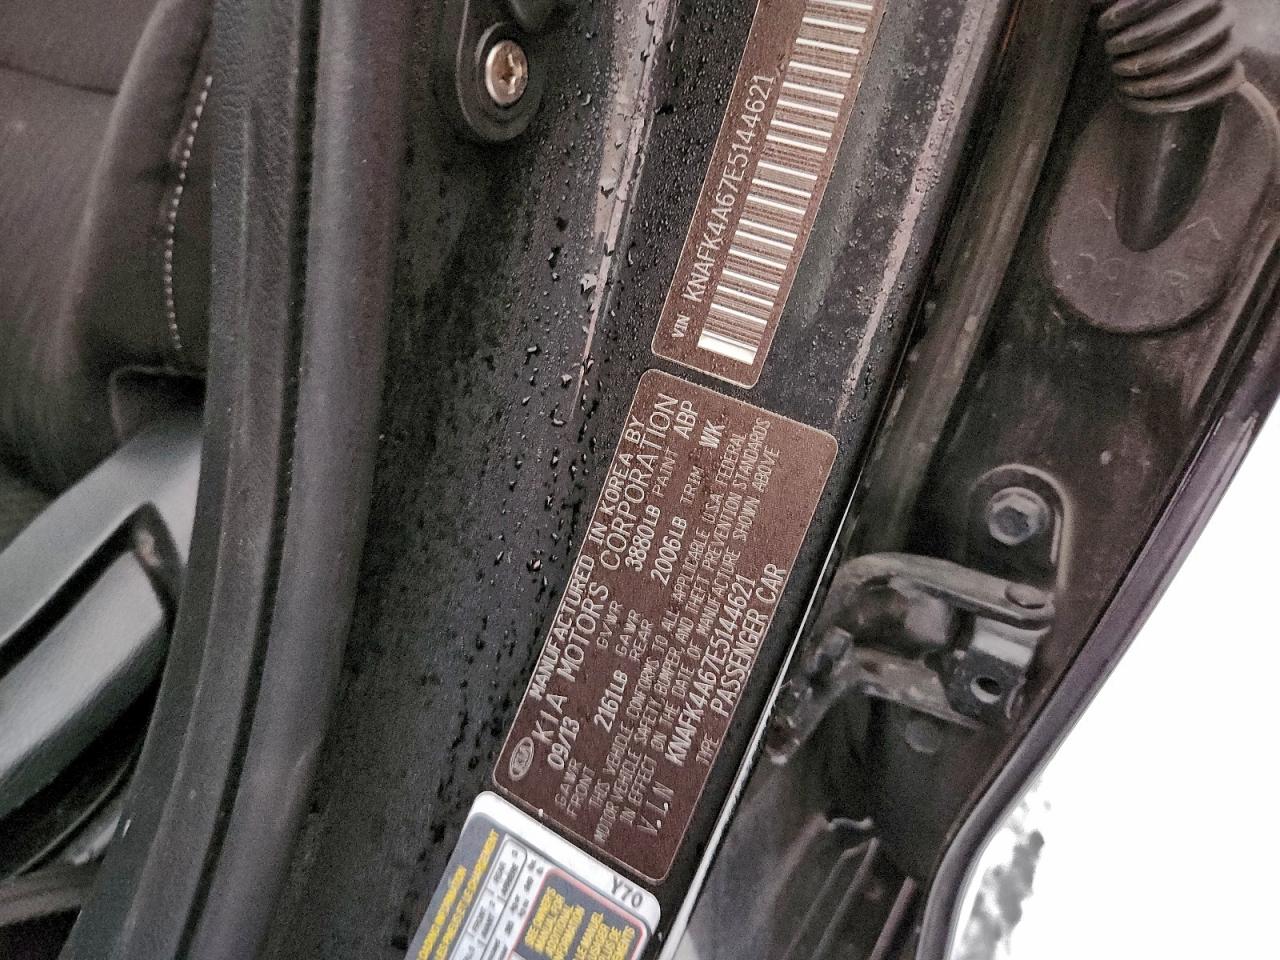 VIN KNAFK4A67E5144621
KIA
MANUFACTURED IN KOREA BY
KIA MOTORS CORPORATION
09/13 GVWR 3880LB PAINT ABP
GAWR FRONT 2161LB GAWR REAR 2006LB TRIM WK
THIS VEHICLE CONFORMS TO ALL APPLICABLE U.S.A. FEDERAL
MOTOR VEHICLE SAFETY BUMPER AND THEFT PREVENTION STANDARDS
IN EFFECT ON THE DATE OF MANUFACTURE SHOWN ABOVE
V.I.N KNAFK4A67E5144621
TYPE PASSENGER CAR
Y70